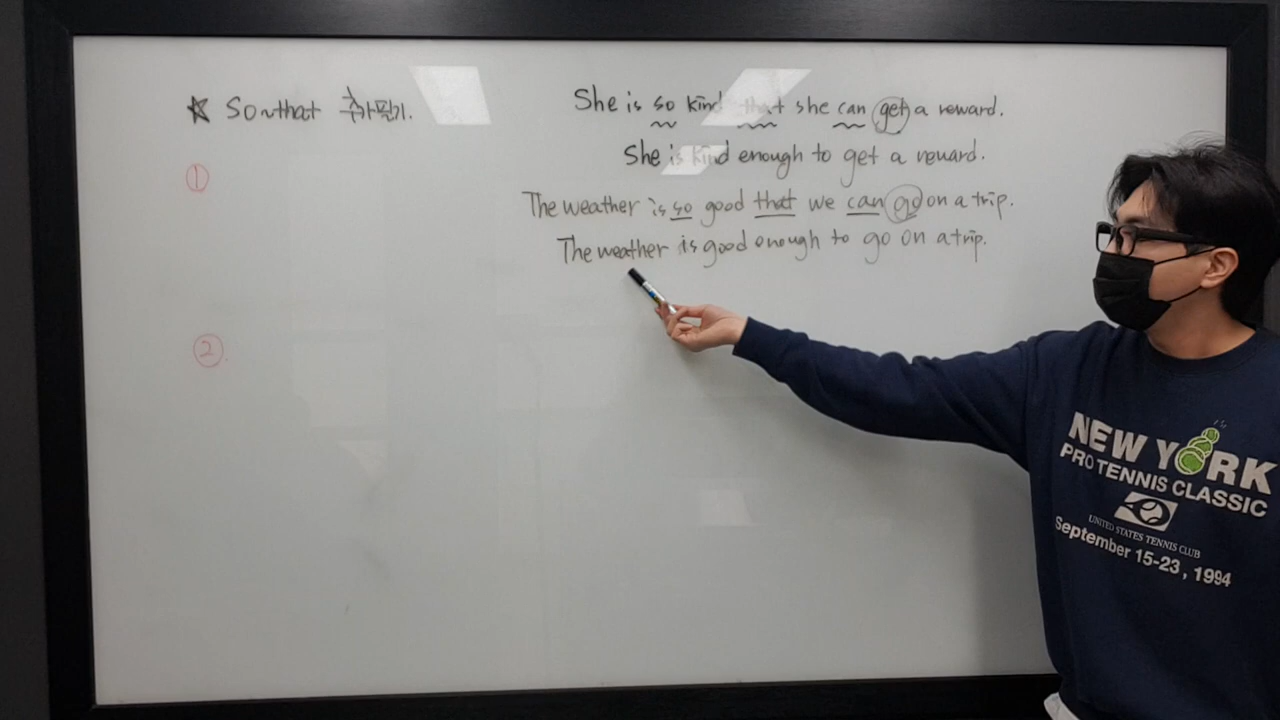 ☆ So~that 축약하기.
①
②.
She is so kind that she can get a reward.
She is kind enough to get a reward.
The weather is so good that we can go on a trip.
The weather is good enough to go on a trip.
NEW YORK
PRO TENNIS CLASSIC
UNITED STATES TENNIS CLUB
September 15-23, 1994